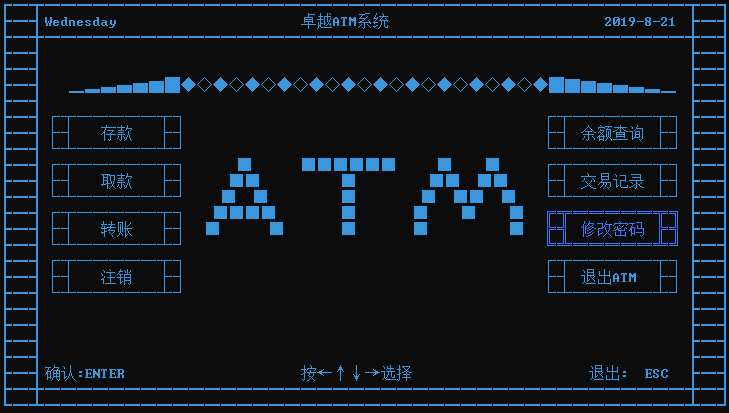 Wednesday 卓越ATM系统 2019-8-21
存款 余额查询
ATM
取款 交易记录
转账 修改密码
注销 退出ATM
确认:ENTER 按←↑↓→选择 退出: ESC